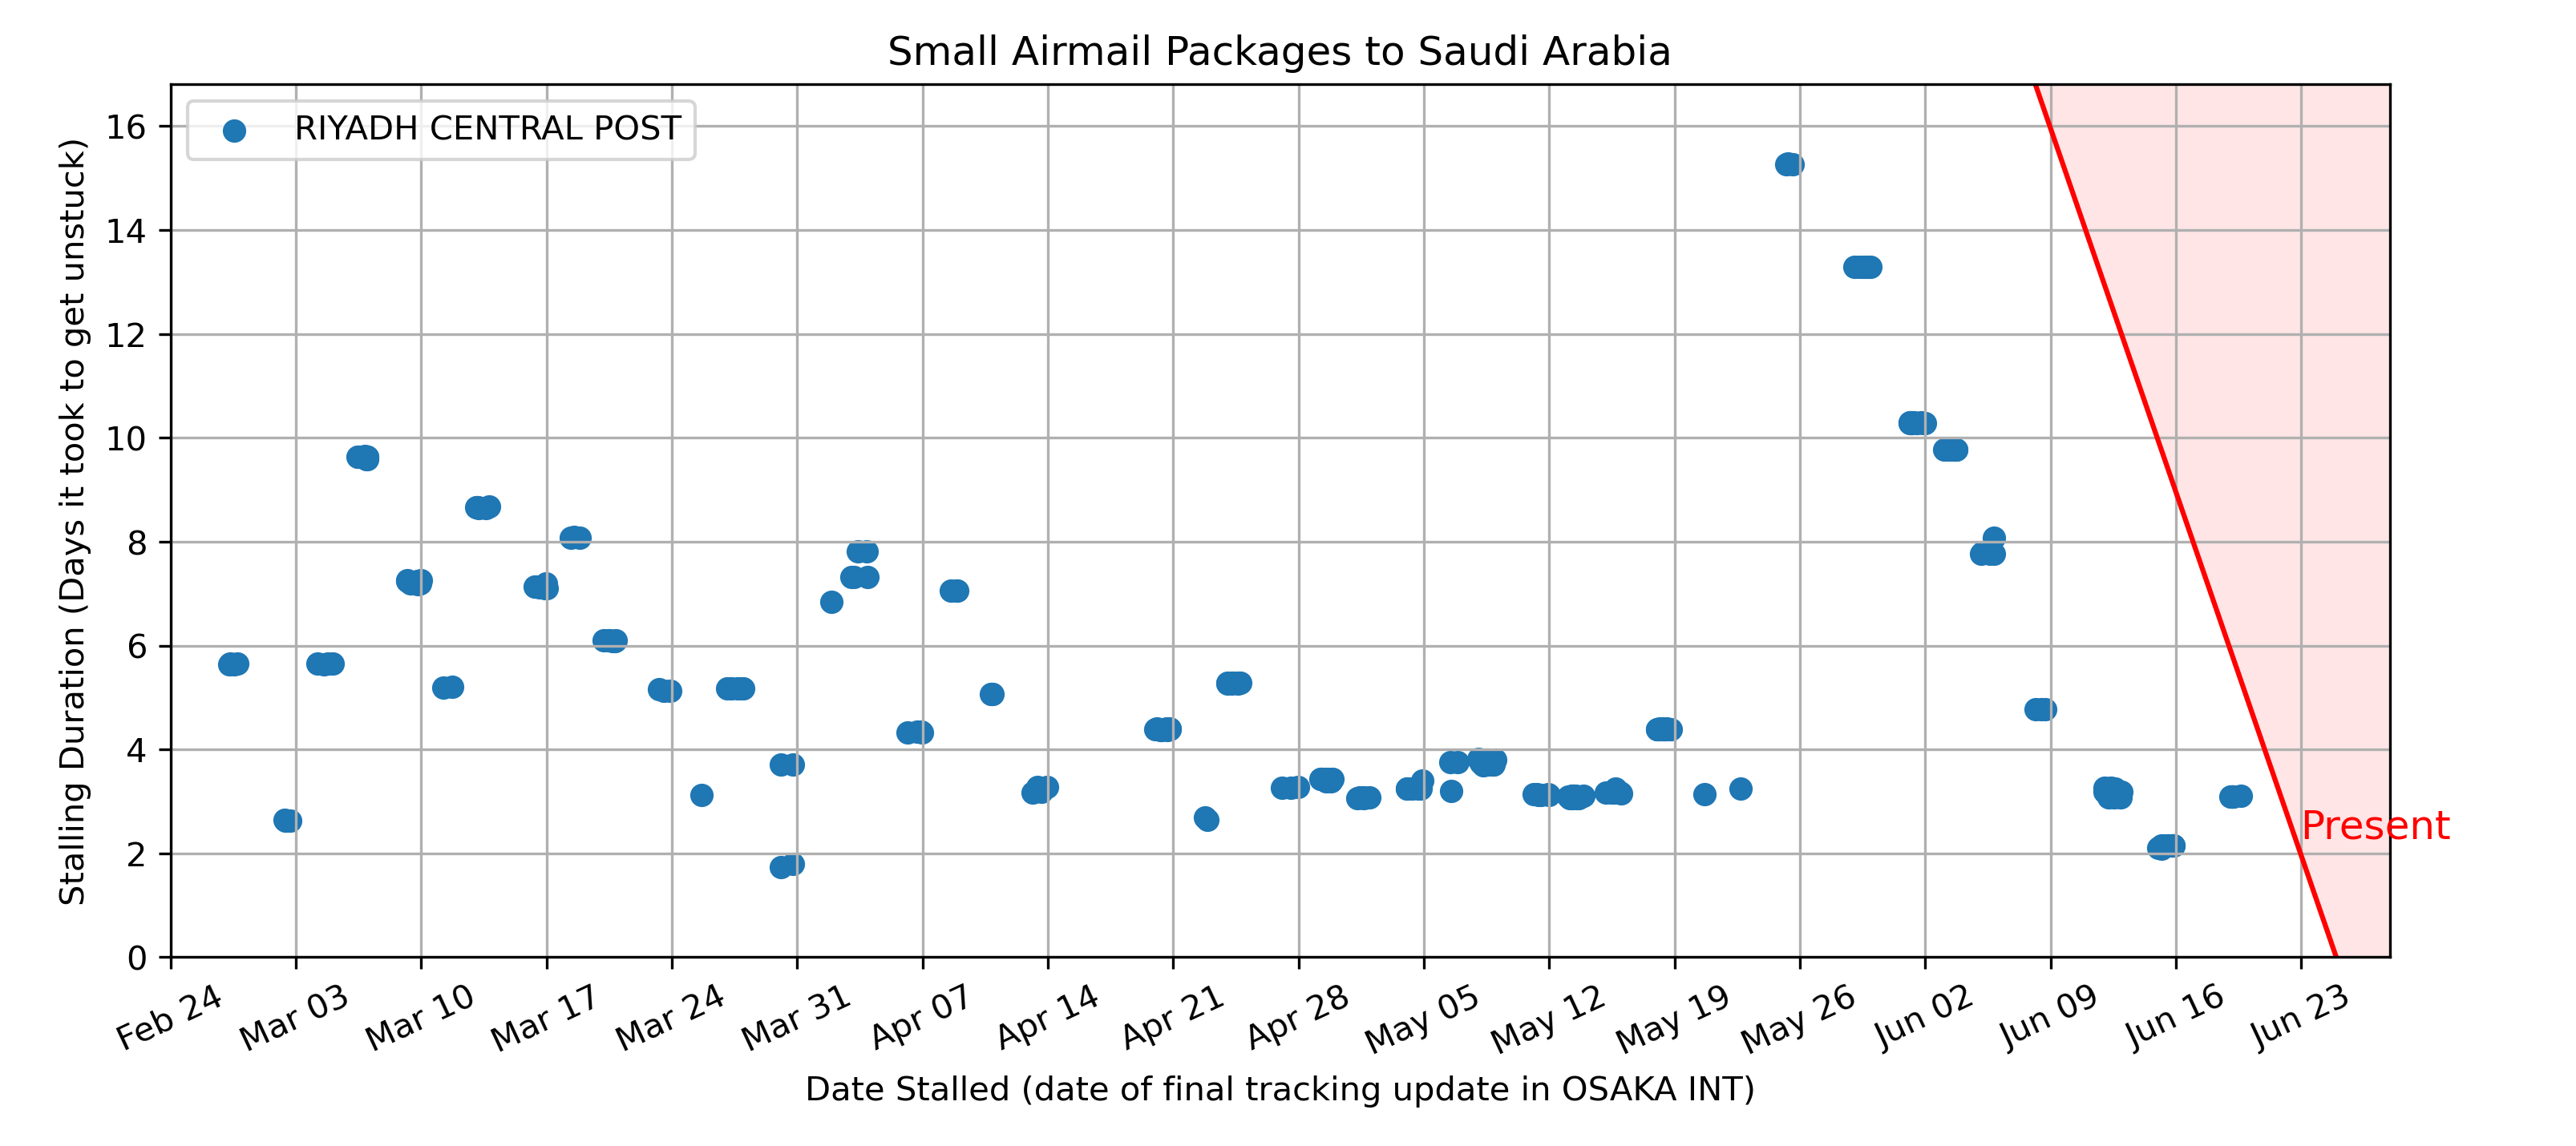 Small Airmail Packages to Saudi Arabia
RIYADH CENTRAL POST
Stalling Duration (Days it took to get unstuck)
16
14
12
10
8
6
4
2
0
Present
Feb 24
Mar 03
Mar 10
Mar 17
Mar 24
Mar 31
Apr 07
Apr 14
Apr 21
Apr 28
May 05
May 12
May 19
May 26
Jun 02
Jun 09
Jun 16
Jun 23
Date Stalled (date of final tracking update in OSAKA INT)